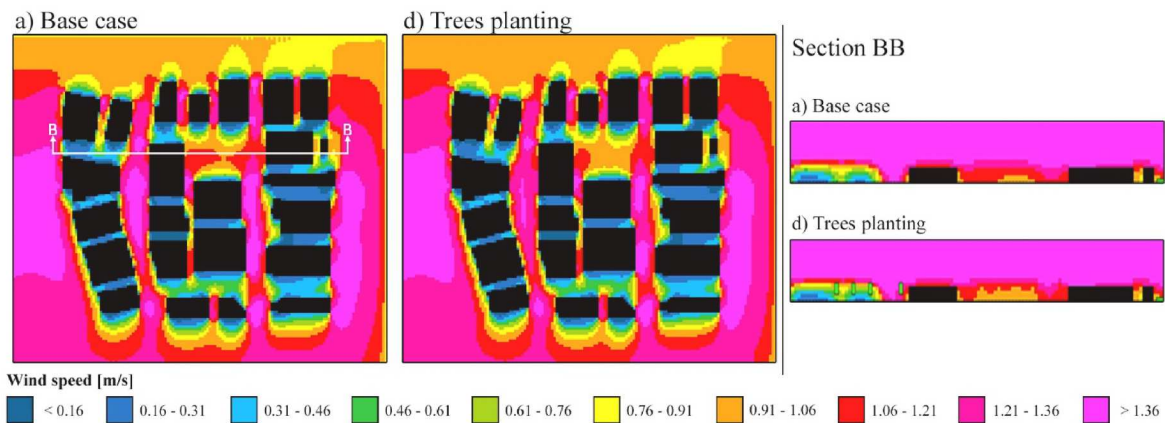 a) Base case
d) Trees planting
Section BB
B
B
a) Base case
d) Trees planting
Wind speed [m/s]
< 0.16
0.16 - 0.31
0.31 - 0.46
0.46 - 0.61
0.61 - 0.76
0.76 - 0.91
0.91 - 1.06
1.06 - 1.21
1.21 - 1.36
> 1.36